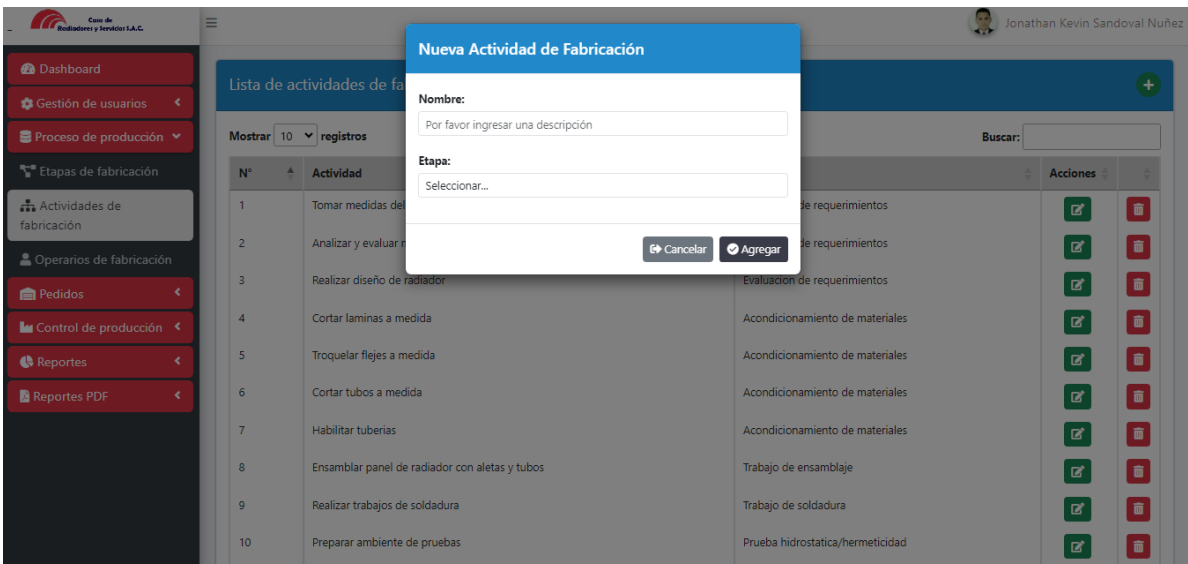 Casa de
Radiadores y Servicios S.A.C.
Jonathan Kevin Sandoval Nuñez
Dashboard
Gestión de usuarios
Proceso de producción
Etapas de fabricación
Actividades de
fabricación
Operarios de fabricación
Pedidos
Control de producción
Reportes
Reportes PDF
Nueva Actividad de Fabricación
Nombre:
Por favor ingresar una descripción
Etapa:
Seleccionar...
Cancelar Agregar
Lista de actividades de fa
Mostrar 10 registros
Buscar:
N° Actividad Acciones
1 Tomar medidas del de requerimientos
2 Analizar y evaluar de requerimientos
3 Realizar diseño de radiador Evaluación de requerimientos
4 Cortar laminas a medida Acondicionamiento de materiales
5 Troquelar flejes a medida Acondicionamiento de materiales
6 Cortar tubos a medida Acondicionamiento de materiales
7 Habilitar tuberias Acondicionamiento de materiales
8 Ensamblar panel de radiador con aletas y tubos Trabajo de ensamblaje
9 Realizar trabajos de soldadura Trabajo de soldadura
10 Preparar ambiente de pruebas Prueba hidrostatica/hermeticidad